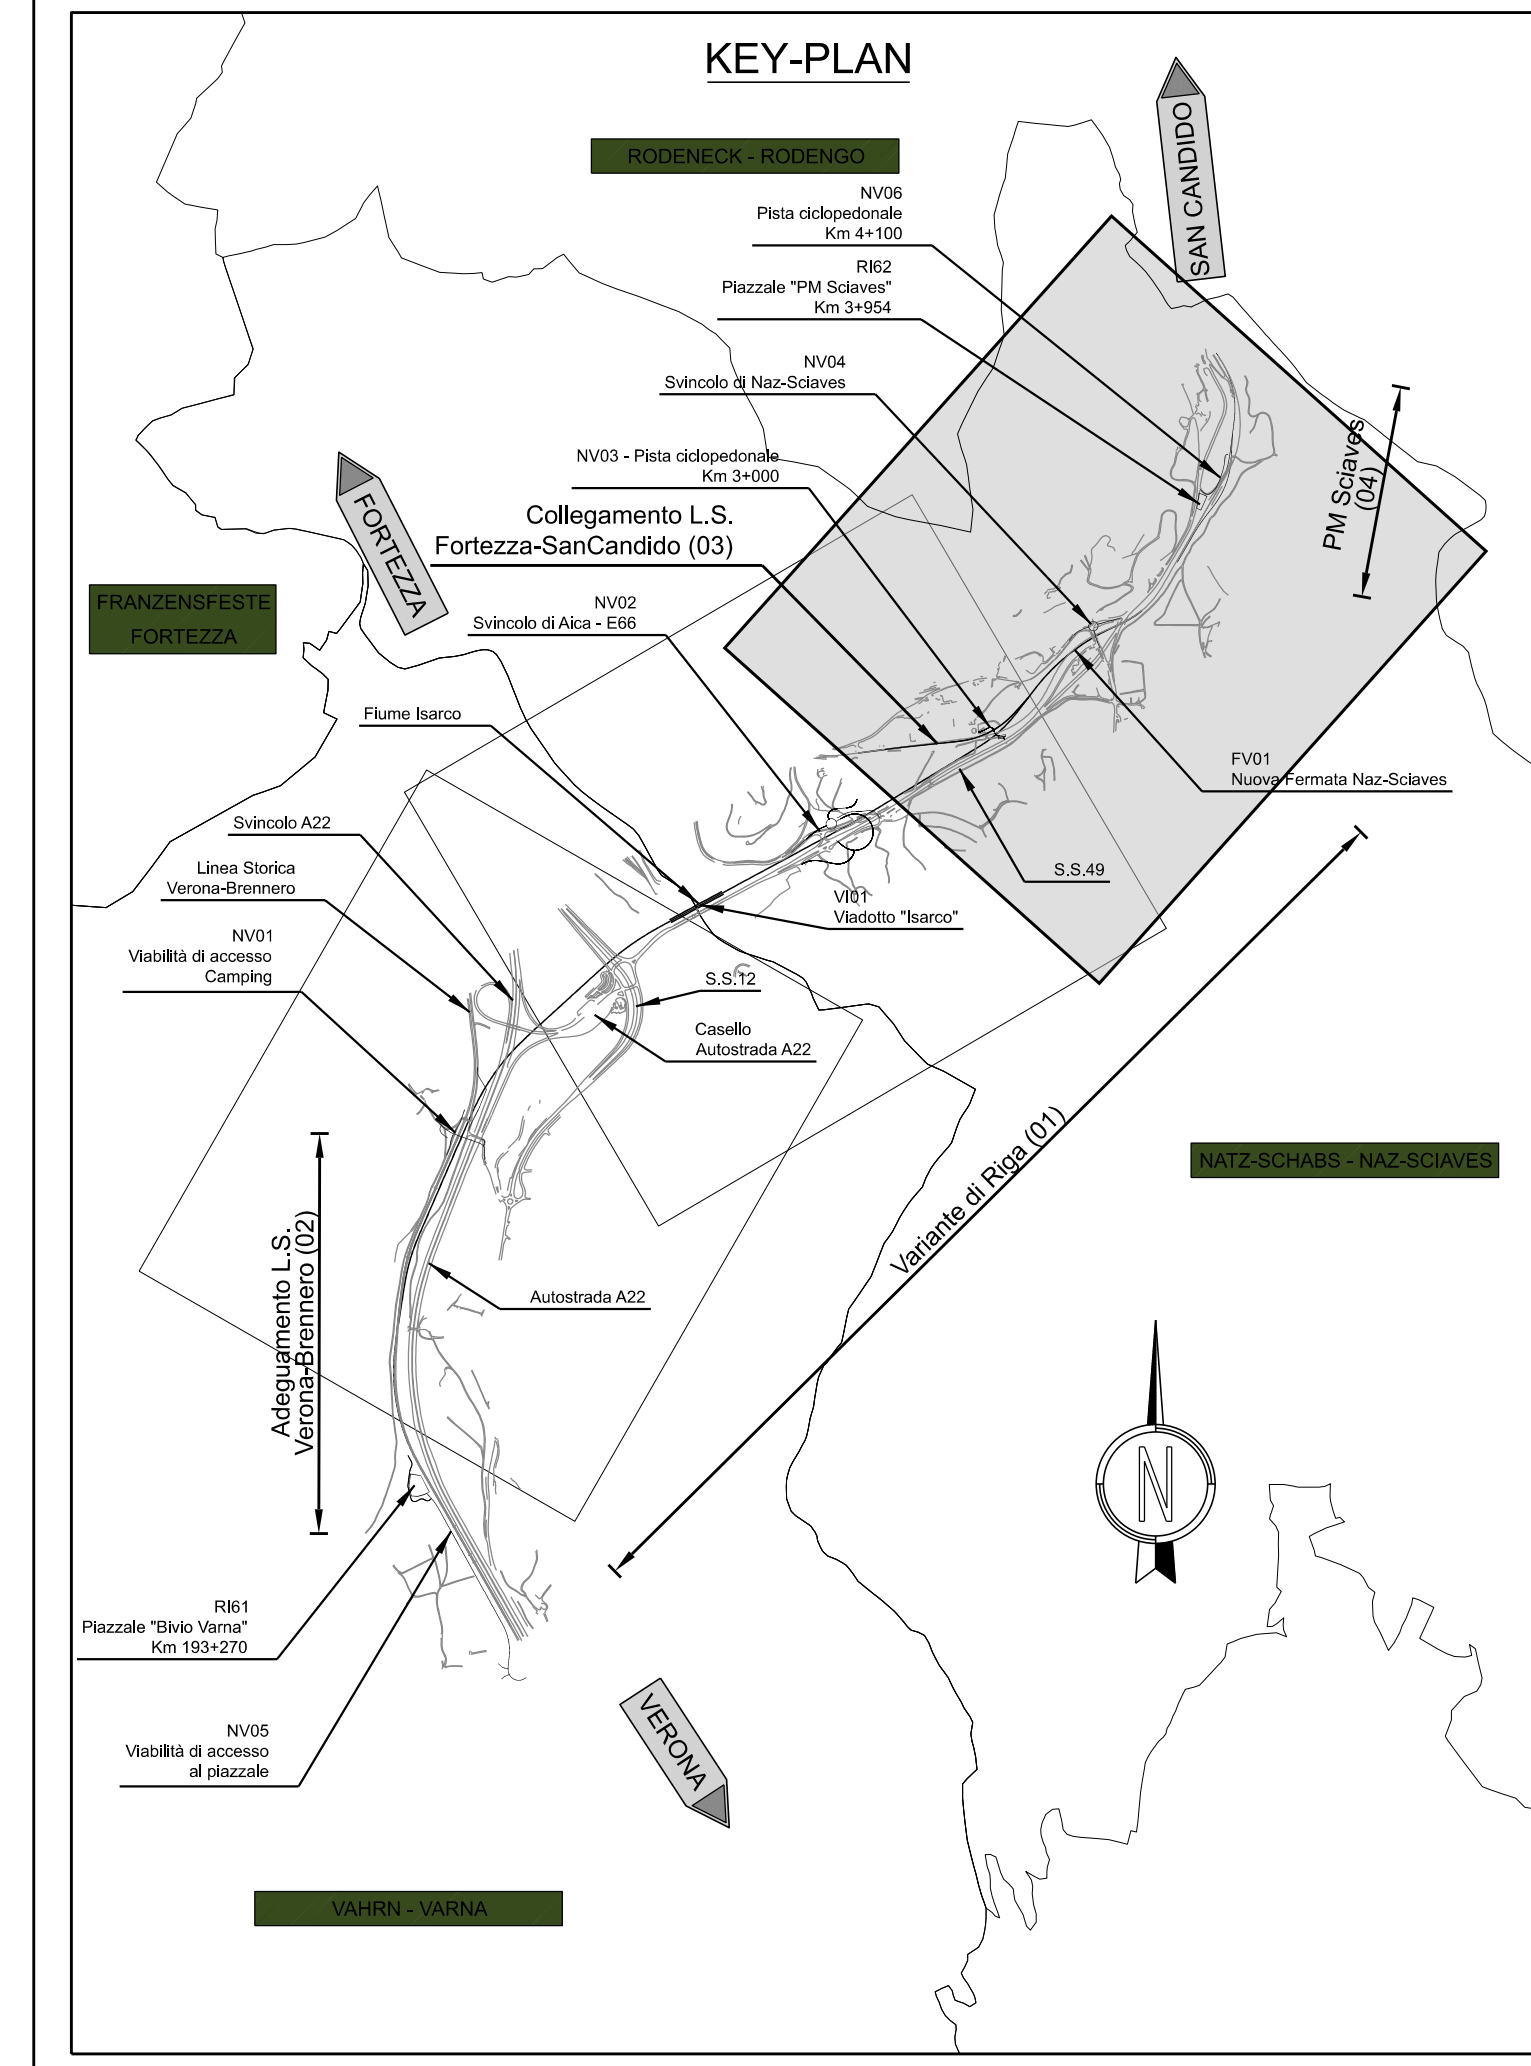 KEY-PLAN
SAN CANDIDO
RODENECK - RODENGO
NV06
Pista ciclopedonale
Km 4+100
RI62
Piazzale "PM Sciaves"
Km 3+954
NV04
Svincolo di Naz-Sciaves
NV03 - Pista ciclopedonale
Km 3+000
PM Sciaves
(04)
FORTEZZA
Collegamento L.S.
Fortezza-SanCandido (03)
FRANZENSFESTE
FORTEZZA
NV02
Svincolo di Aica - E66
Fiume Isarco
FV01
Nuova Fermata Naz-Sciaves
Svincolo A22
Linea Storica
Verona-Brennero
S.S.49
VI01
Viadotto "Isarco"
NV01
Viabilità di accesso
Camping
S.S.12
Casello
Autostrada A22
Variante di Riga (01)
NATZ-SCHABS - NAZ-SCIAVES
Adeguamento L.S.
Verona-Brennero (02)
Autostrada A22
N
RI61
Piazzale "Bivio Varna"
Km 193+270
NV05
Viabilità di accesso
al piazzale
VERONA
VAHRN - VARNA